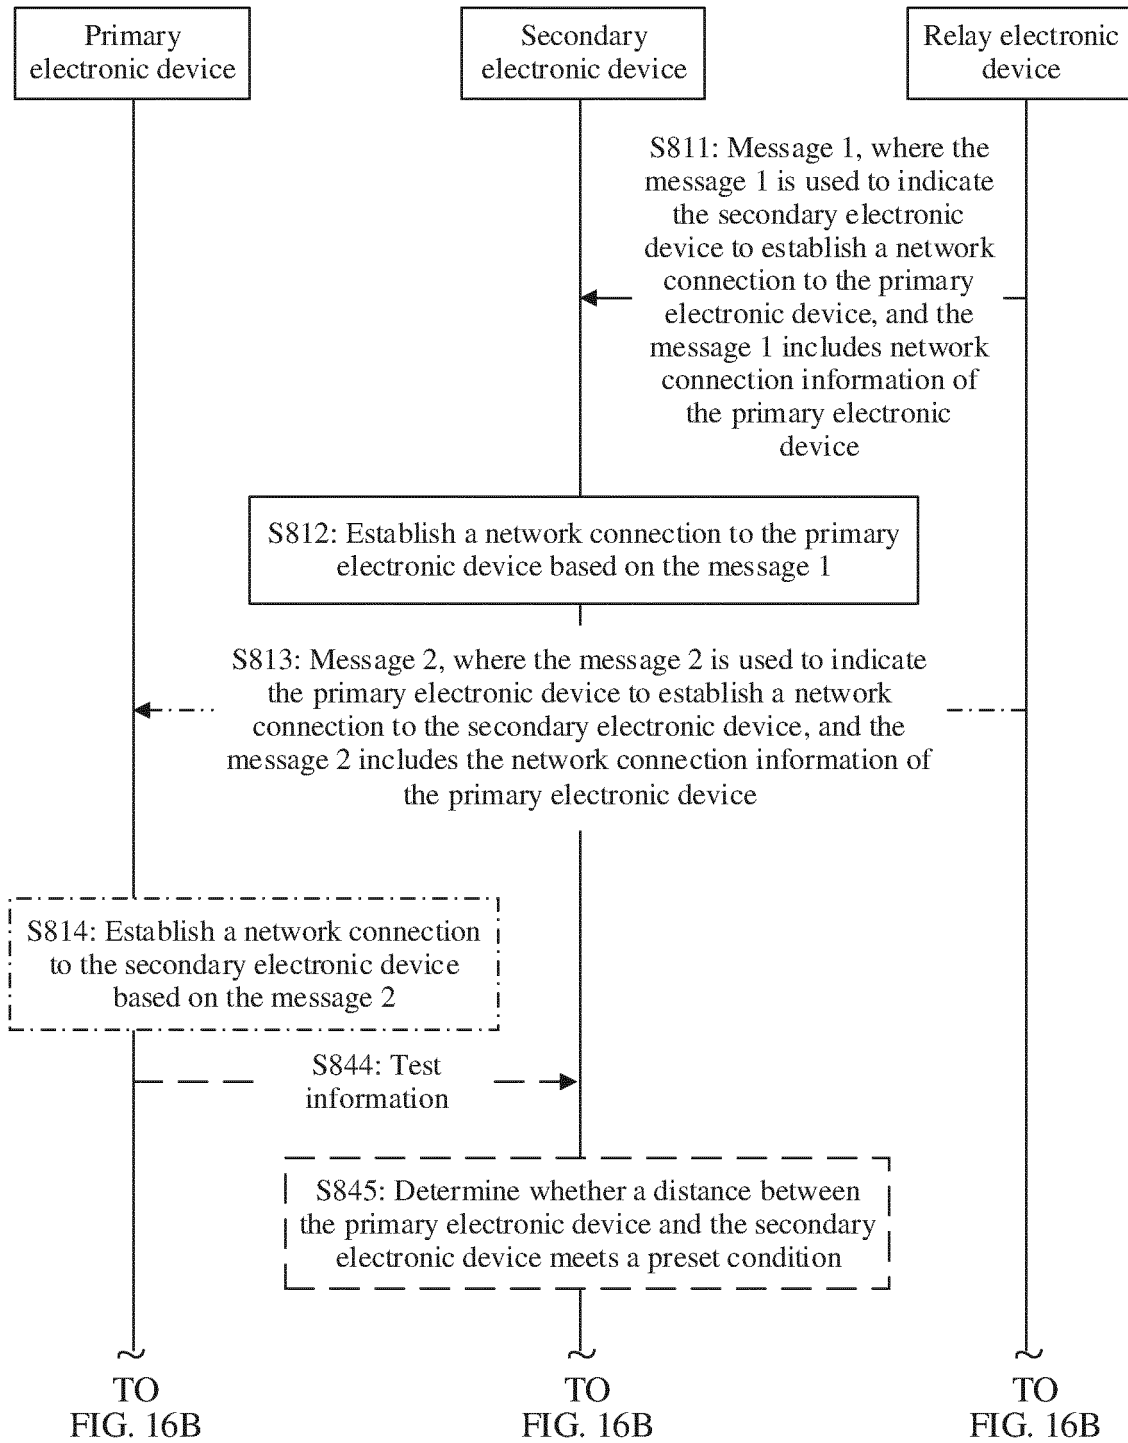 Primary
electronic device
Secondary
electronic device
Relay electronic
device
S811: Message 1, where the
message 1 is used to indicate
the secondary electronic
device to establish a network
connection to the primary
electronic device, and the
message 1 includes network
connection information of
the primary electronic
device
S812: Establish a network connection to the primary
electronic device based on the message 1
S813: Message 2, where the message 2 is used to indicate
the primary electronic device to establish a network
connection to the secondary electronic device, and the
message 2 includes the network connection information of
the primary electronic device
S814: Establish a network connection
to the secondary electronic device
based on the message 2
S844: Test
information
S845: Determine whether a distance between
the primary electronic device and the secondary
electronic device meets a preset condition
TO
FIG. 16B
TO
FIG. 16B
TO
FIG. 16B